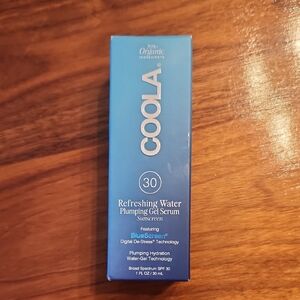 Organic
COOLA®
30
Refreshing Water
Plumping Gel Serum
Sunscreen
Featuring
BlueScreen®
Digital De-Stress® Technology
Plumping Hydration
Water-Gel Technology
Broad Spectrum SPF 30
1 FL OZ / 30 mL